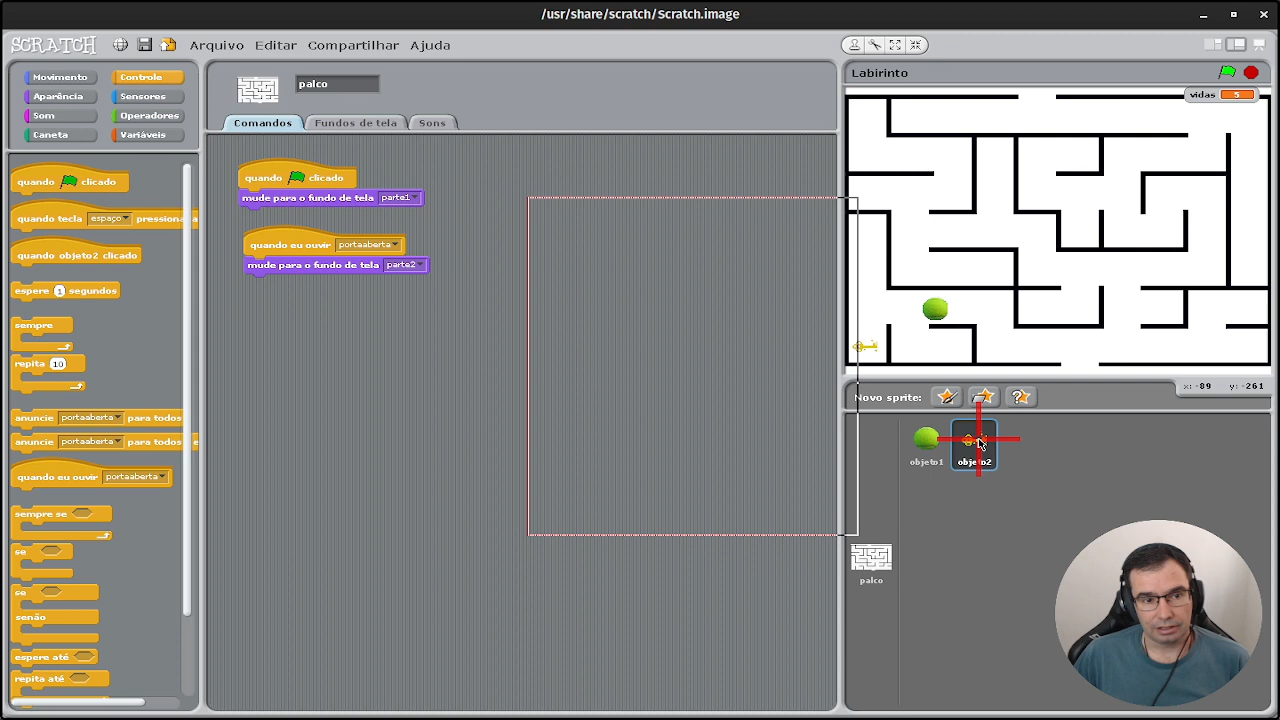 /usr/share/scratch/Scratch.image
SCRATCH Arquivo Editar Compartilhar Ajuda
Movimento Controle
Aparência Sensores
Som Operadores
Caneta Variáveis
palco
Comandos Fundos de tela Sons
quando clicado
quando tecla espaço pressiona
quando objeto2 clicado
espere 1 segundos
sempre
repita 10
anuncie portaaberta para todos
anuncie portaaberta para todos e
quando eu ouvir portaaberta
sempre se
se
se
senão
espere até
repita até
quando clicado
mude para o fundo de tela parte1
quando eu ouvir portaaberta
mude para o fundo de tela parte2
Labirinto
vidas 5
x: -89 y: -261
Novo sprite:
objeto1 objeto2
palco